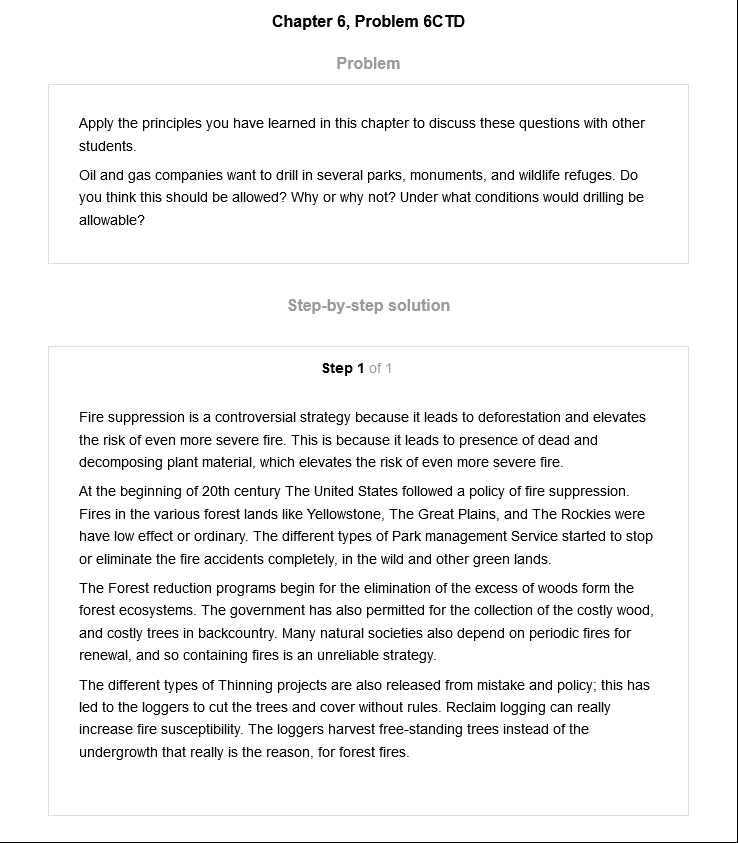 Chapter 6, Problem 6CTD
Problem
Apply the principles you have learned in this chapter to discuss these questions with other
students.
Oil and gas companies want to drill in several parks, monuments, and wildlife refuges. Do
you think this should be allowed? Why or why not? Under what conditions would drilling be
allowable?
Step-by-step solution
Step 1 of 1
Fire suppression is a controversial strategy because it leads to deforestation and elevates
the risk of even more severe fire. This is because it leads to presence of dead and
decomposing plant material, which elevates the risk of even more severe fire.
At the beginning of 20th century The United States followed a policy of fire suppression.
Fires in the various forest lands like Yellowstone, The Great Plains, and The Rockies were
have low effect or ordinary. The different types of Park management Service started to stop
or eliminate the fire accidents completely, in the wild and other green lands.
The Forest reduction programs begin for the elimination of the excess of woods form the
forest ecosystems. The government has also permitted for the collection of the costly wood,
and costly trees in backcountry. Many natural societies also depend on periodic fires for
renewal, and so containing fires is an unreliable strategy.
The different types of Thinning projects are also released from mistake and policy; this has
led to the loggers to cut the trees and cover without rules. Reclaim logging can really
increase fire susceptibility. The loggers harvest free-standing trees instead of the
undergrowth that really is the reason, for forest fires.